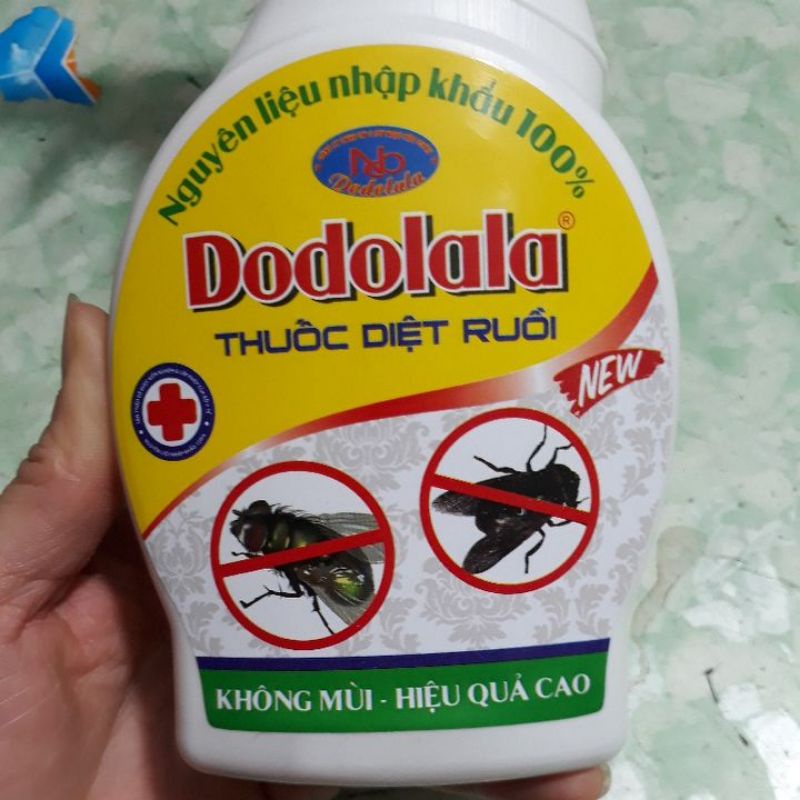 Nguyên liệu nhập khẩu 100%
Dodolala
Dodolala®
THUỐC DIỆT RUỒI
NEW
KHÔNG MÙI - HIỆU QUẢ CAO